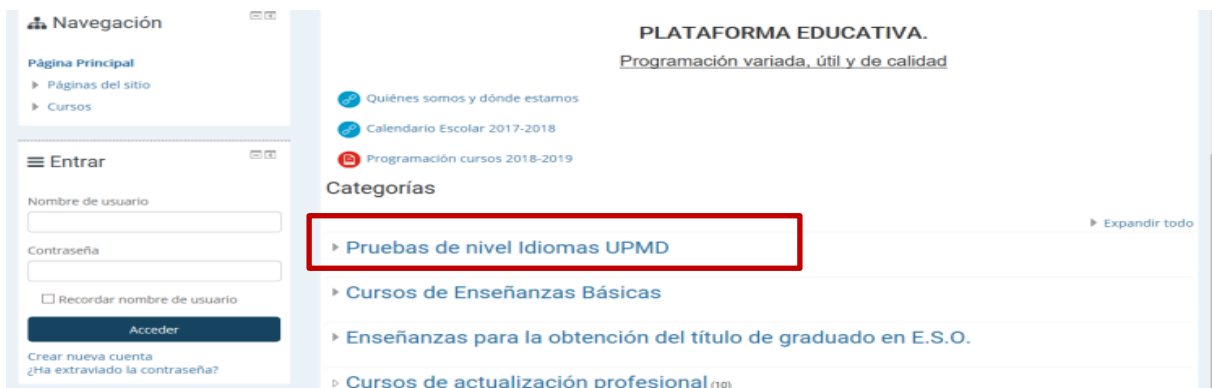 Navegación
Página Principal
Páginas del sitio
Cursos
Entrar
Nombre de usuario
Contraseña
Recordar nombre de usuario
Acceder
Crear nueva cuenta
¿Ha extraviado la contraseña?
PLATAFORMA EDUCATIVA.
Programación variada, útil y de calidad
Quiénes somos y dónde estamos
Calendario Escolar 2017-2018
Programación cursos 2018-2019
Categorías
Expandir todo
Pruebas de nivel Idiomas UPMD
Cursos de Enseñanzas Básicas
Enseñanzas para la obtención del título de graduado en E.S.O.
Cursos de actualización profesional (10)